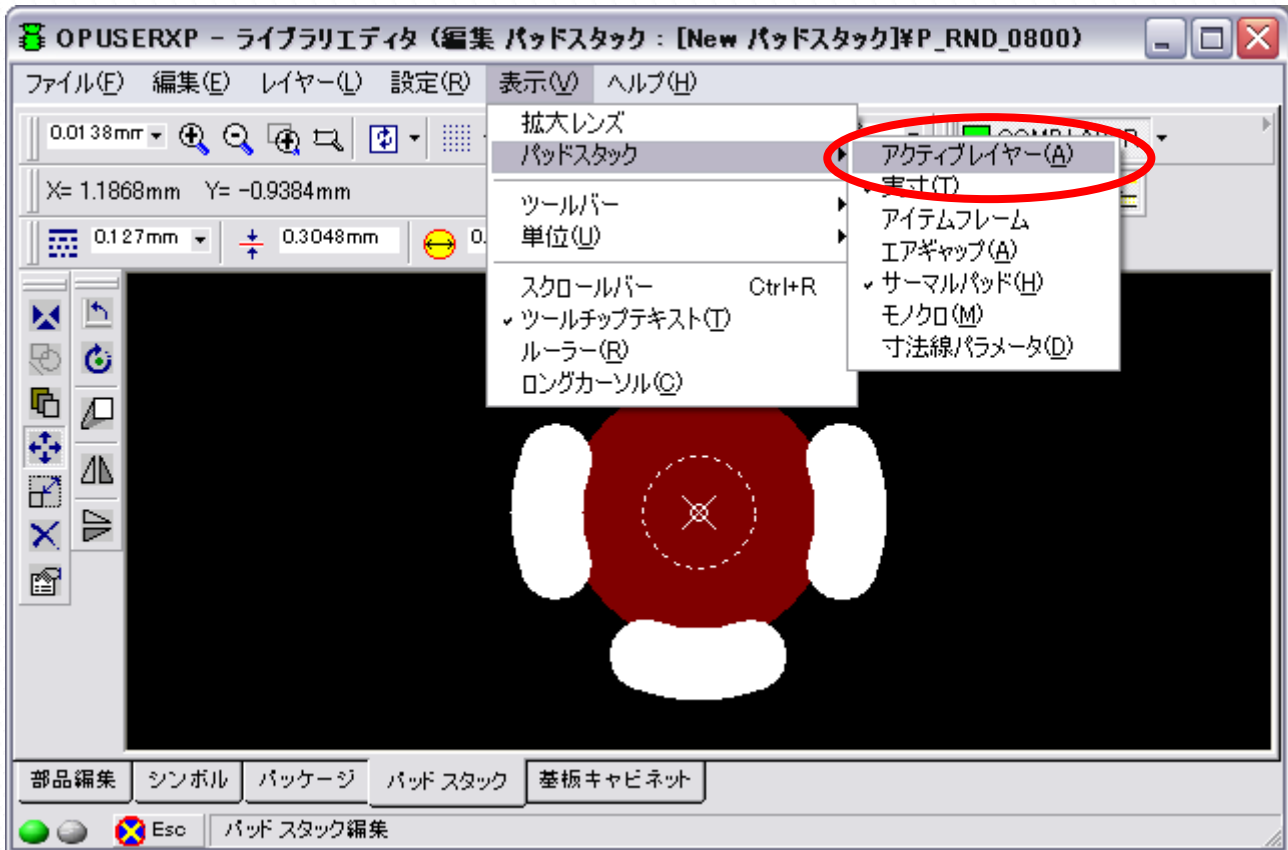 OPUSERXP - ライブラリエディタ (編集 パッドスタック : [New パッドスタック]¥P_RND_0800)
ファイル(F) 編集(E) レイヤー(L) 設定(R) 表示(V) ヘルプ(H)
0.0138mm
拡大レンズ
パッドスタック
アクティブレイヤー(A)
X= 1.1868mm Y= -0.9384mm
実寸(T)
ツールバー
アイテムフレーム
0.127mm 0.3048mm 0.
単位(U)
エアギャップ(A)
スクロールバー Ctrl+R
サーマルパッド(H)
ツールチップテキスト(T)
モノクロ(M)
ルーラー(R)
寸法線パラメータ(D)
ロングカーソル(C)
部品編集 シンボル パッケージ パッド スタック 基板キャビネット
Esc パッド スタック編集